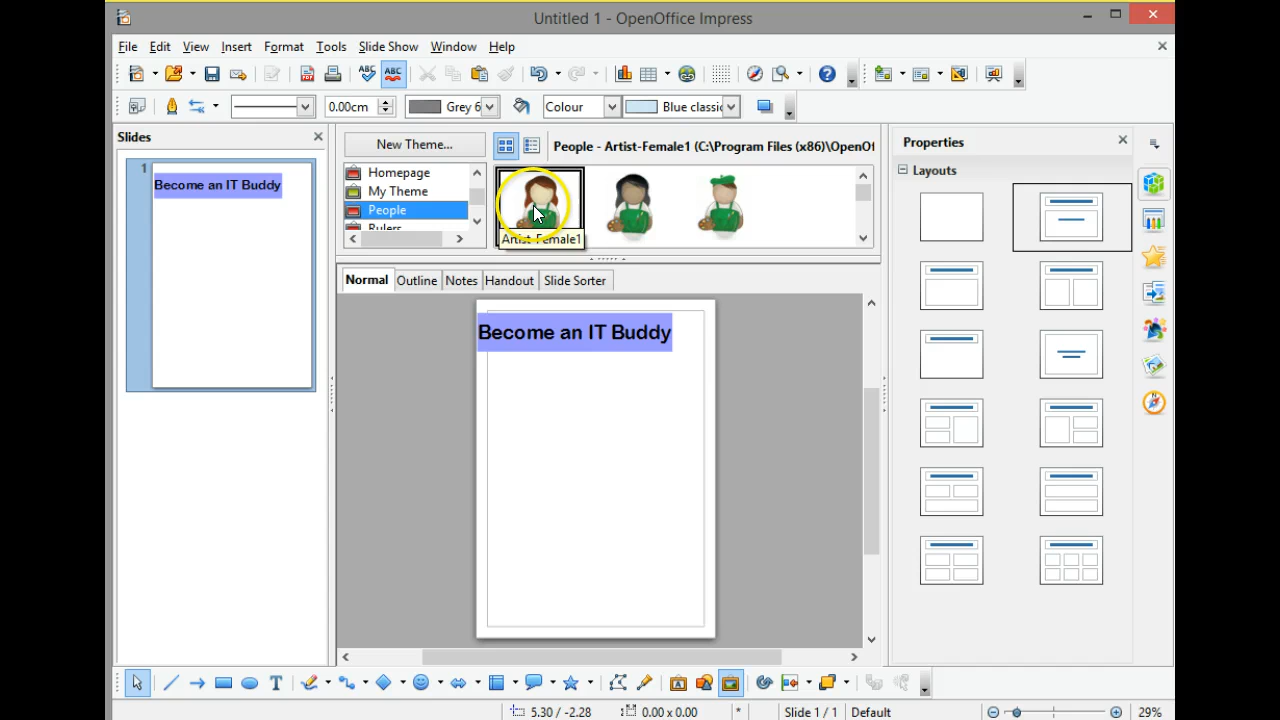 Untitled 1 - OpenOffice Impress
File Edit View Insert Format Tools Slide Show Window Help
ABC ABC
0.00cm Grey 6 Colour Blue classic
Slides
New Theme...
People - Artist-Female1 (C:\Program Files (x86)\OpenOf
Properties
Layouts
1
Become an IT Buddy
Homepage
My Theme
People
Rulers
Artist-Female1
Normal Outline Notes Handout Slide Sorter
Become an IT Buddy
5.30 / -2.28 0.00 x 0.00 * Slide 1 / 1 Default 29%